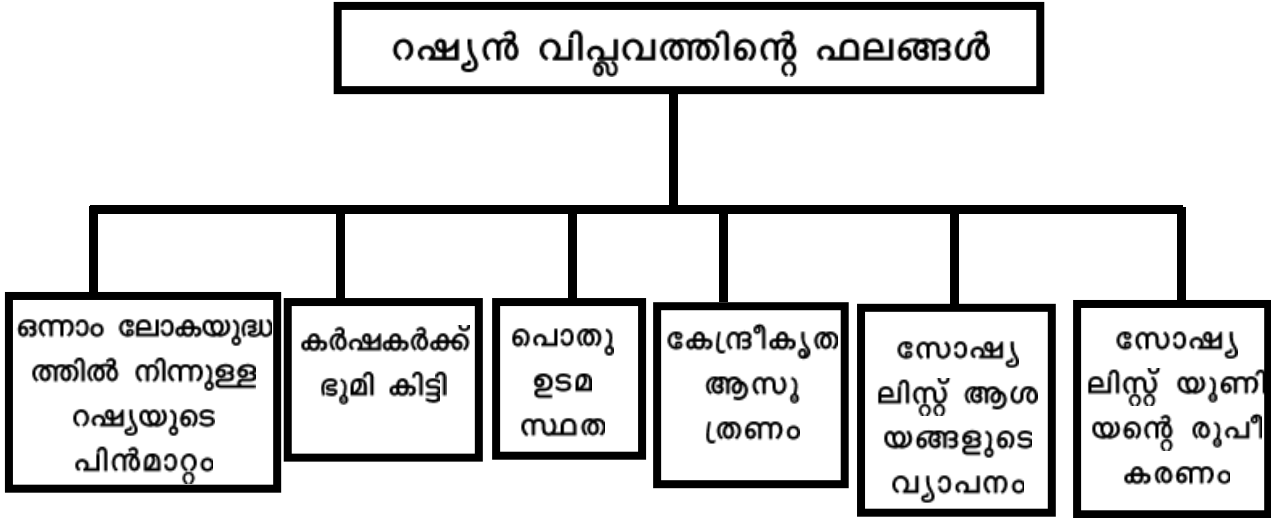 റഷ്യൻ വിപ്ലവത്തിന്റെ ഫലങ്ങൾ
ഒന്നാം ലോകയുദ്ധ
ത്തിൽ നിന്നുള്ള
റഷ്യയുടെ
പിൻമാറ്റം
കർഷകർക്ക്
ഭൂമി കിട്ടി
പൊതു
ഉടമ
സ്ഥത
കേന്ദ്രീകൃത
ആസൂ
ത്രണം
സോഷ്യ
ലിസ്റ്റ് ആശ
യങ്ങളുടെ
വ്യാപനം
സോഷ്യ
ലിസ്റ്റ് യൂണി
യന്റെ രൂപീ
കരണം